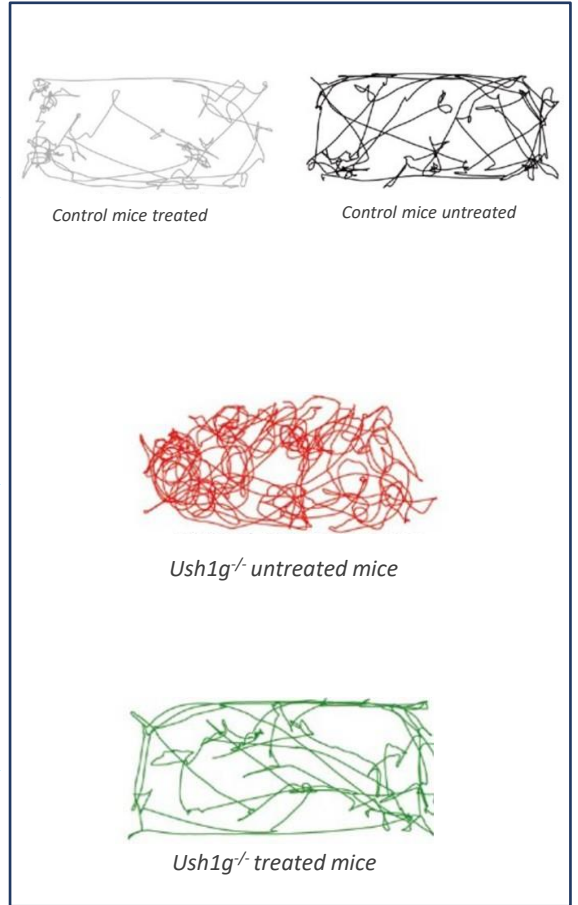 Control mice treated
Control mice untreated
Ush1g-/- untreated mice
Ush1g-/- treated mice